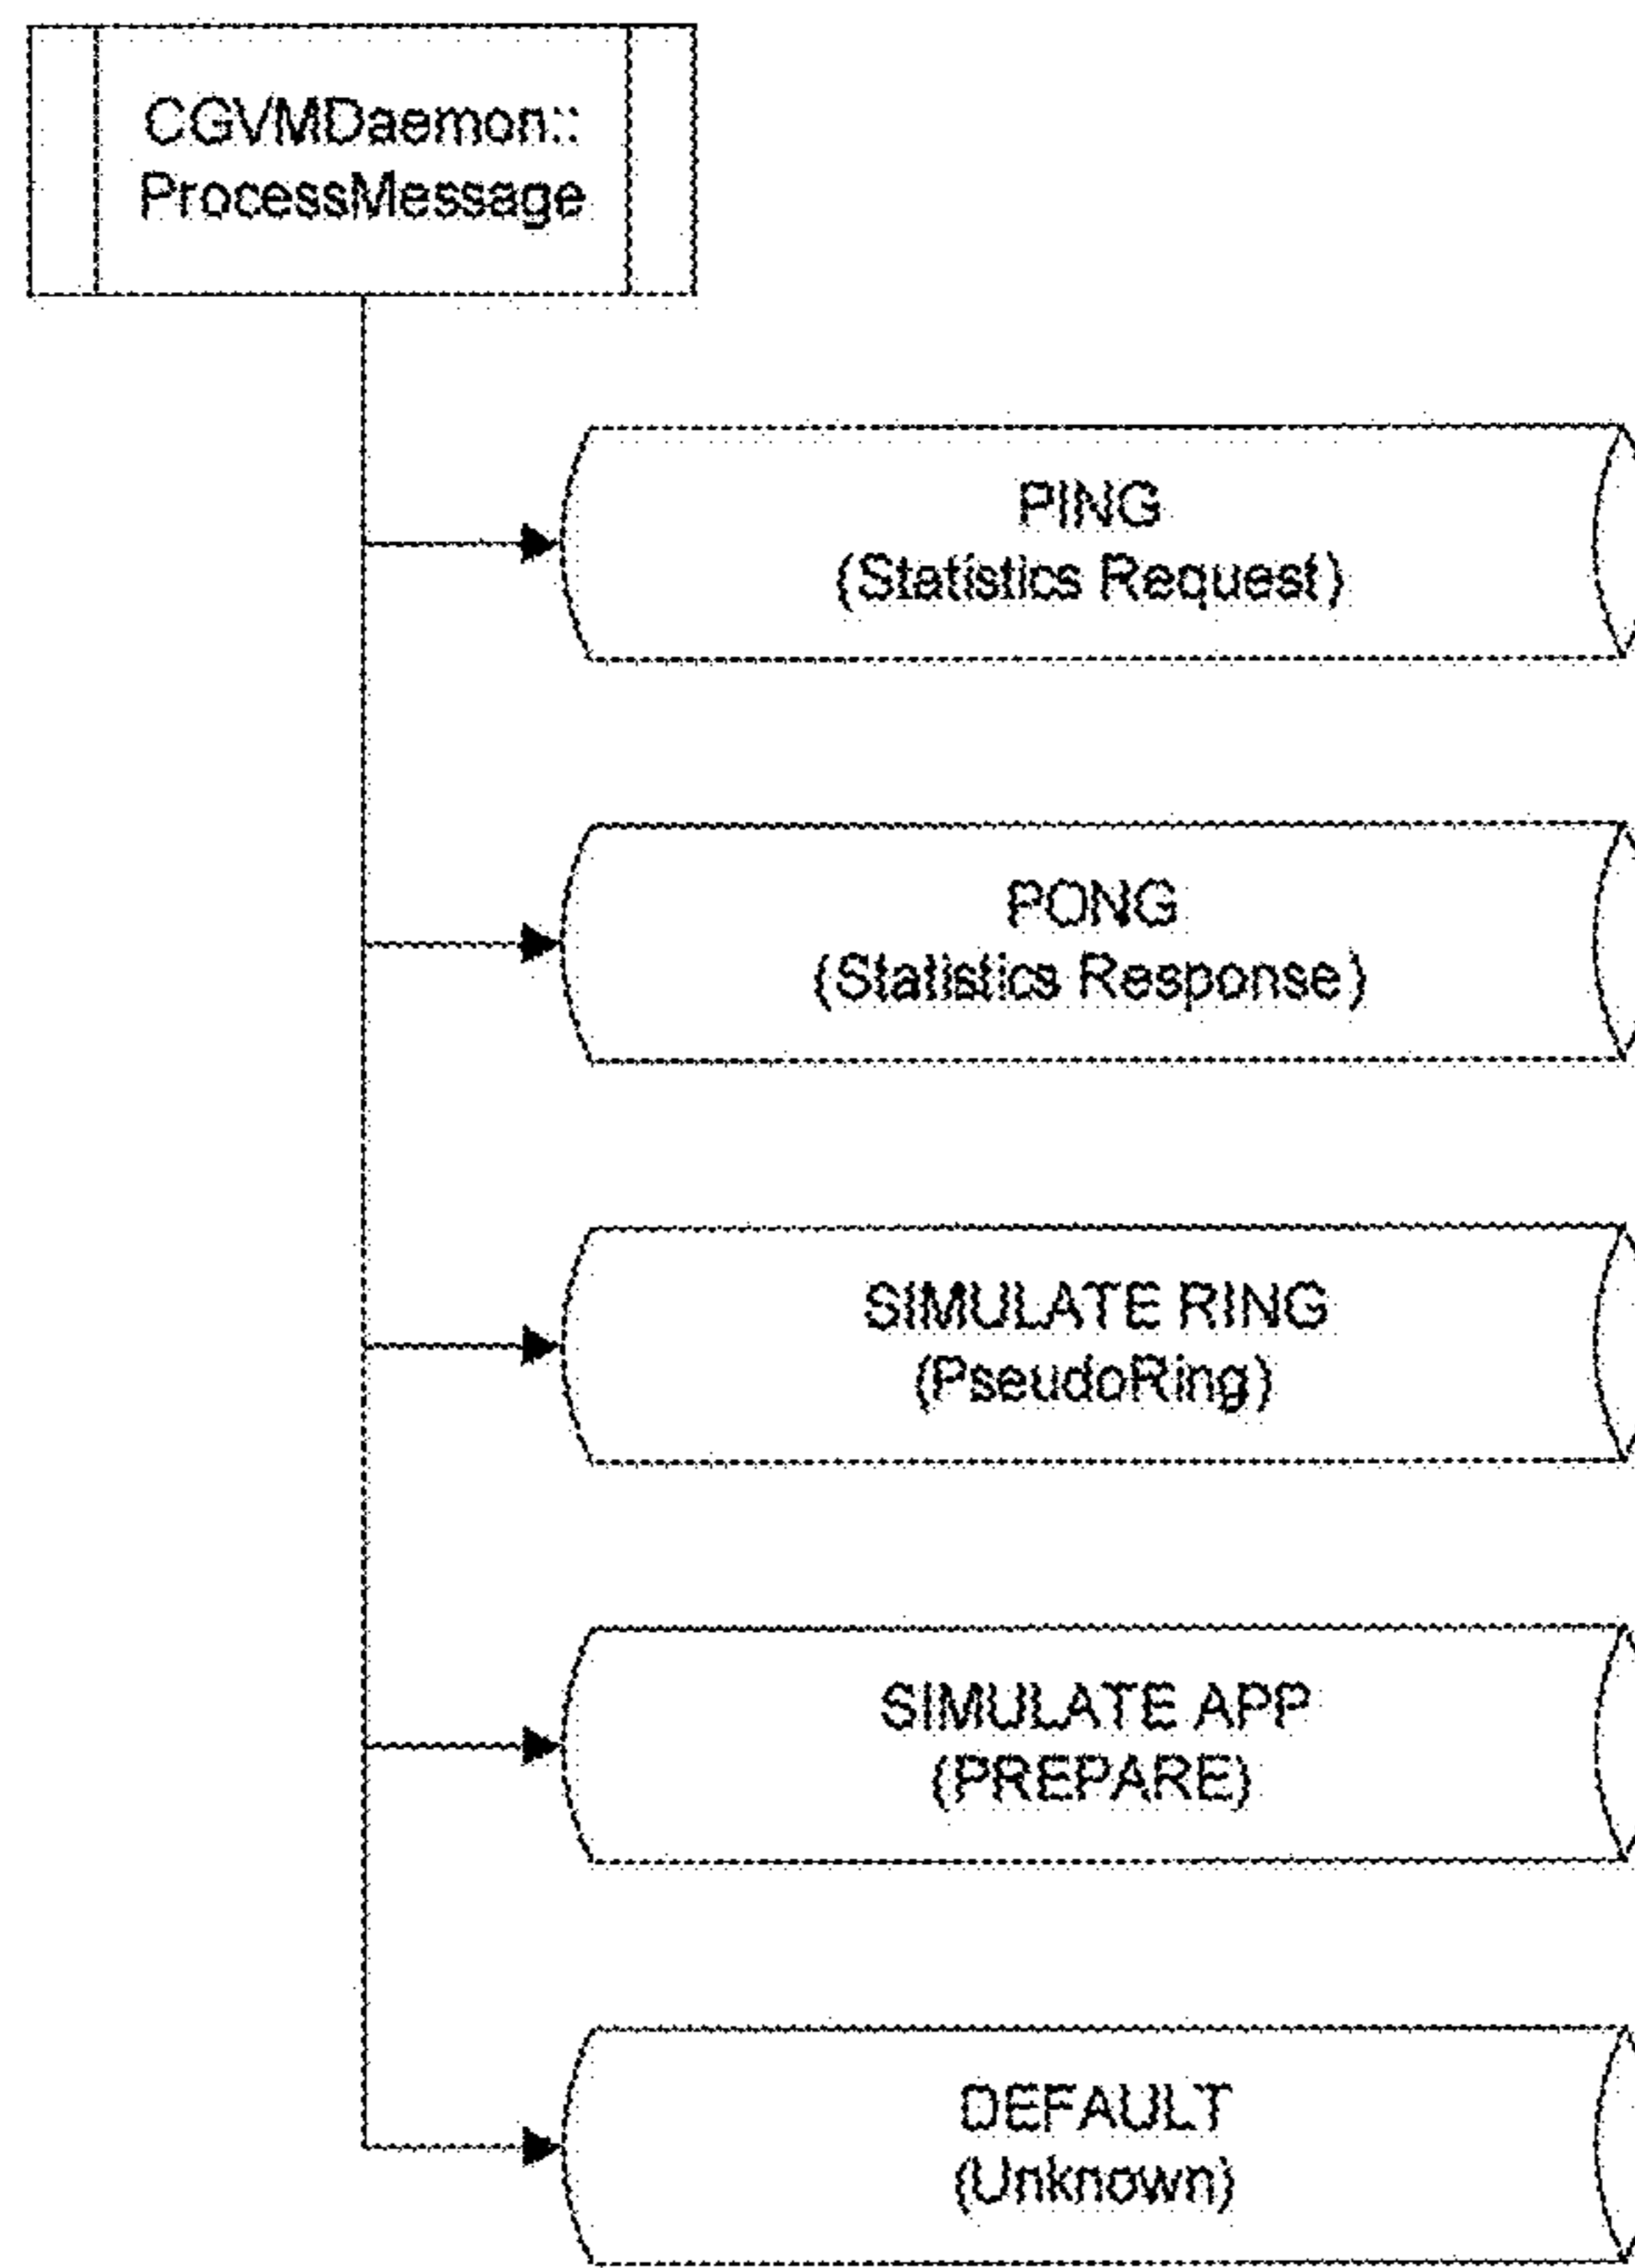 CGVMDaemon::
ProcessMessage
PING
(Statistics Request)
PONG
(Statistics Response)
SIMULATE RING
(PseudoRing)
SIMULATE APP
(PREPARE)
DEFAULT
(Unknown)